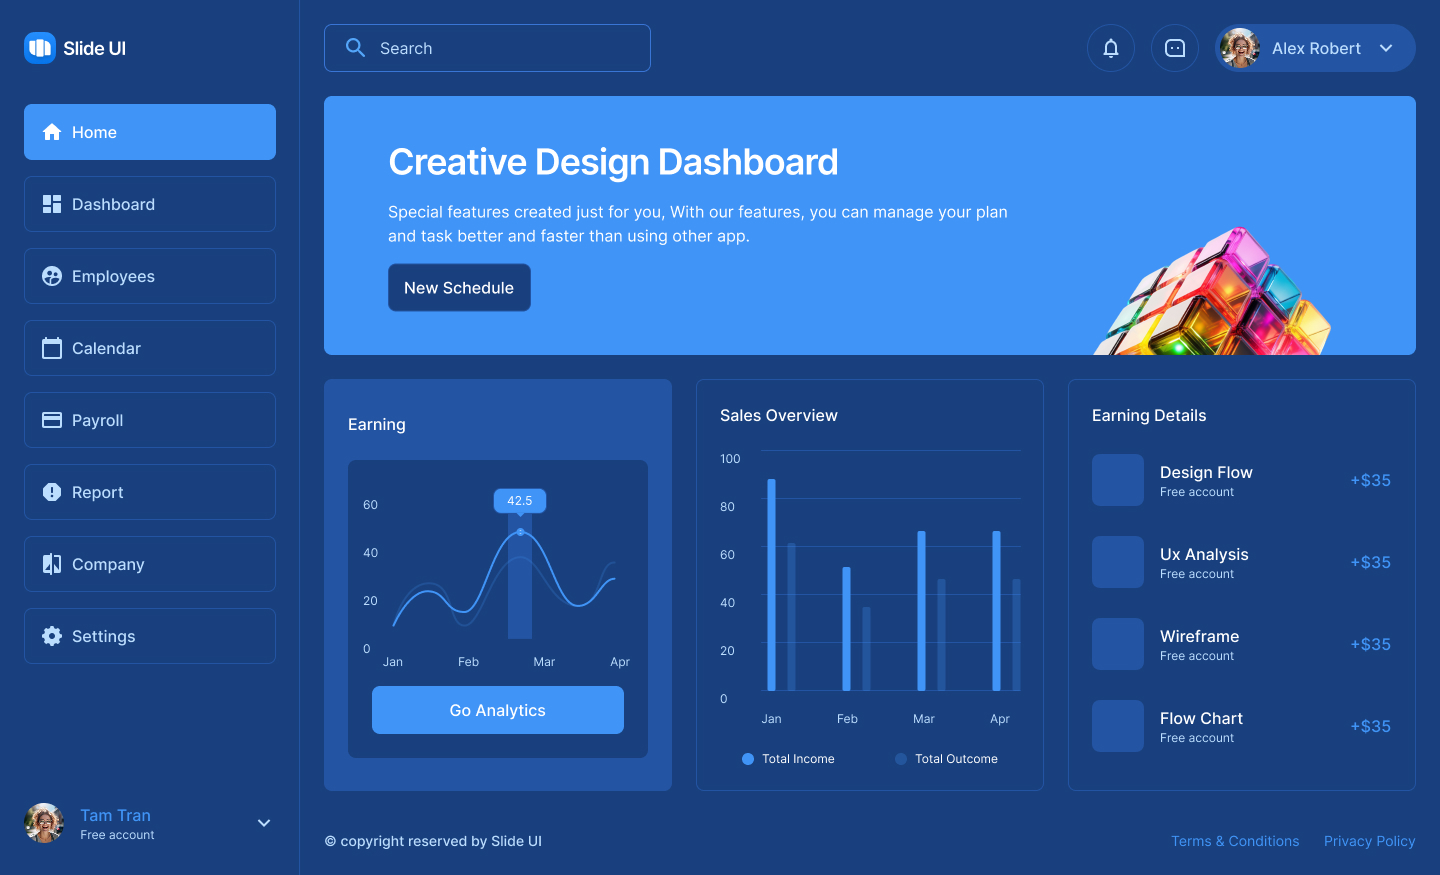 Slide UI
Home
Dashboard
Employees
Calendar
Payroll
Report
Company
Settings
Tam Tran
Free account
Search
Alex Robert
Creative Design Dashboard
Special features created just for you, With our features, you can manage your plan
and task better and faster than using other app.
New Schedule
Earning
42.5
60
40
20
0
Jan Feb Mar Apr
Go Analytics
Sales Overview
100
80
60
40
20
0
Jan Feb Mar Apr
Total Income Total Outcome
Earning Details
Design Flow
Free account
+$35
Ux Analysis
Free account
+$35
Wireframe
Free account
+$35
Flow Chart
Free account
+$35
© copyright reserved by Slide UI
Terms & Conditions Privacy Policy